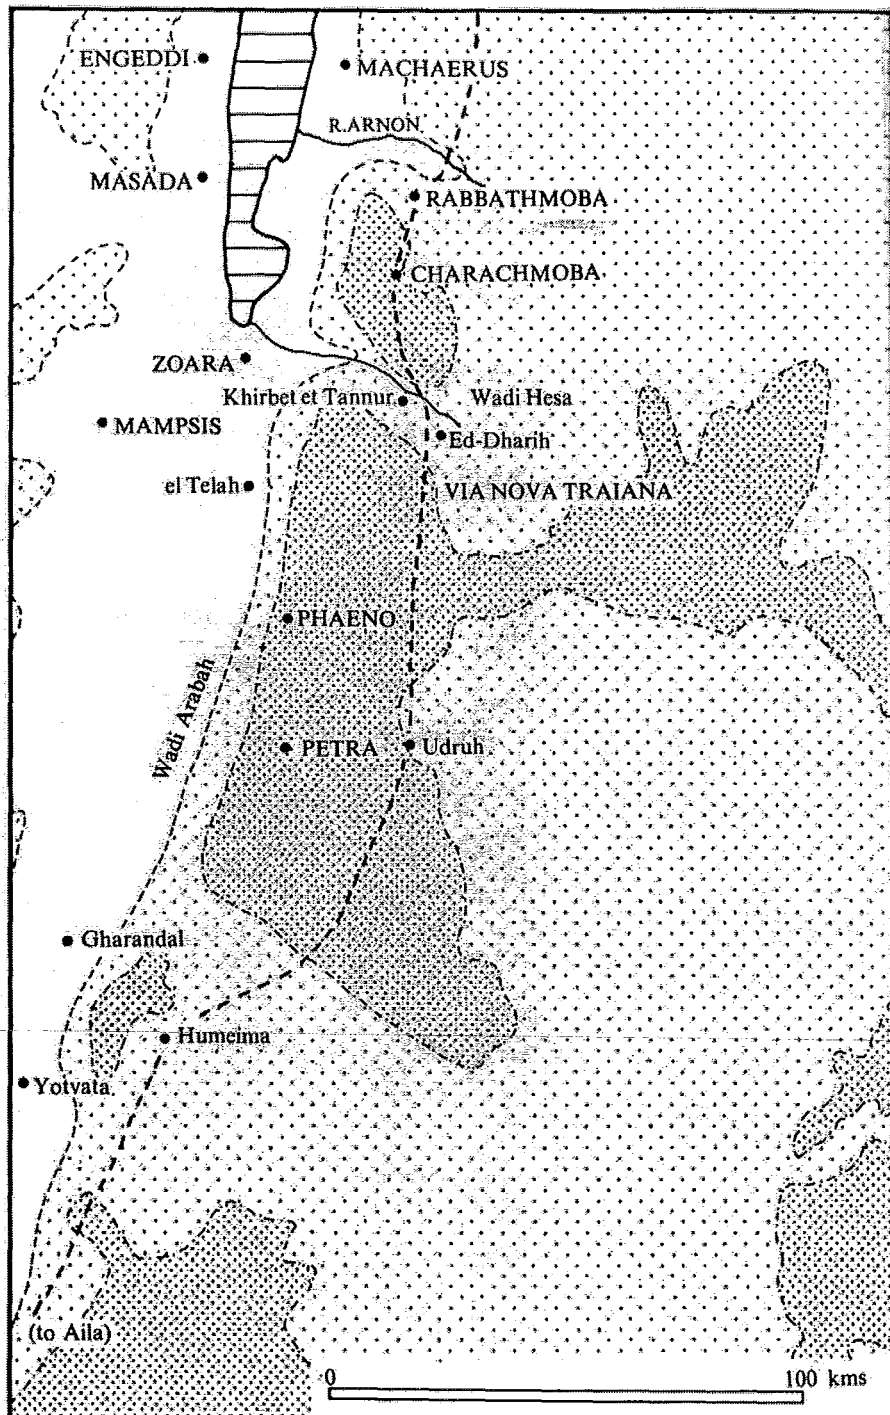 ENGEDDI
MACHAERUS
R.ARNON
MASADA
RABBATHMOBA
CHARACHMOBA
ZOARA
Khirbet et Tannur
Wadi Hesa
MAMPSIS
Ed-Dharih
el Telah
VIA NOVA TRAIANA
PHAENO
Wadi Arabah
PETRA
Udruh
Gharandal
Humeima
Yotvata
(to Aila)
0
100 kms